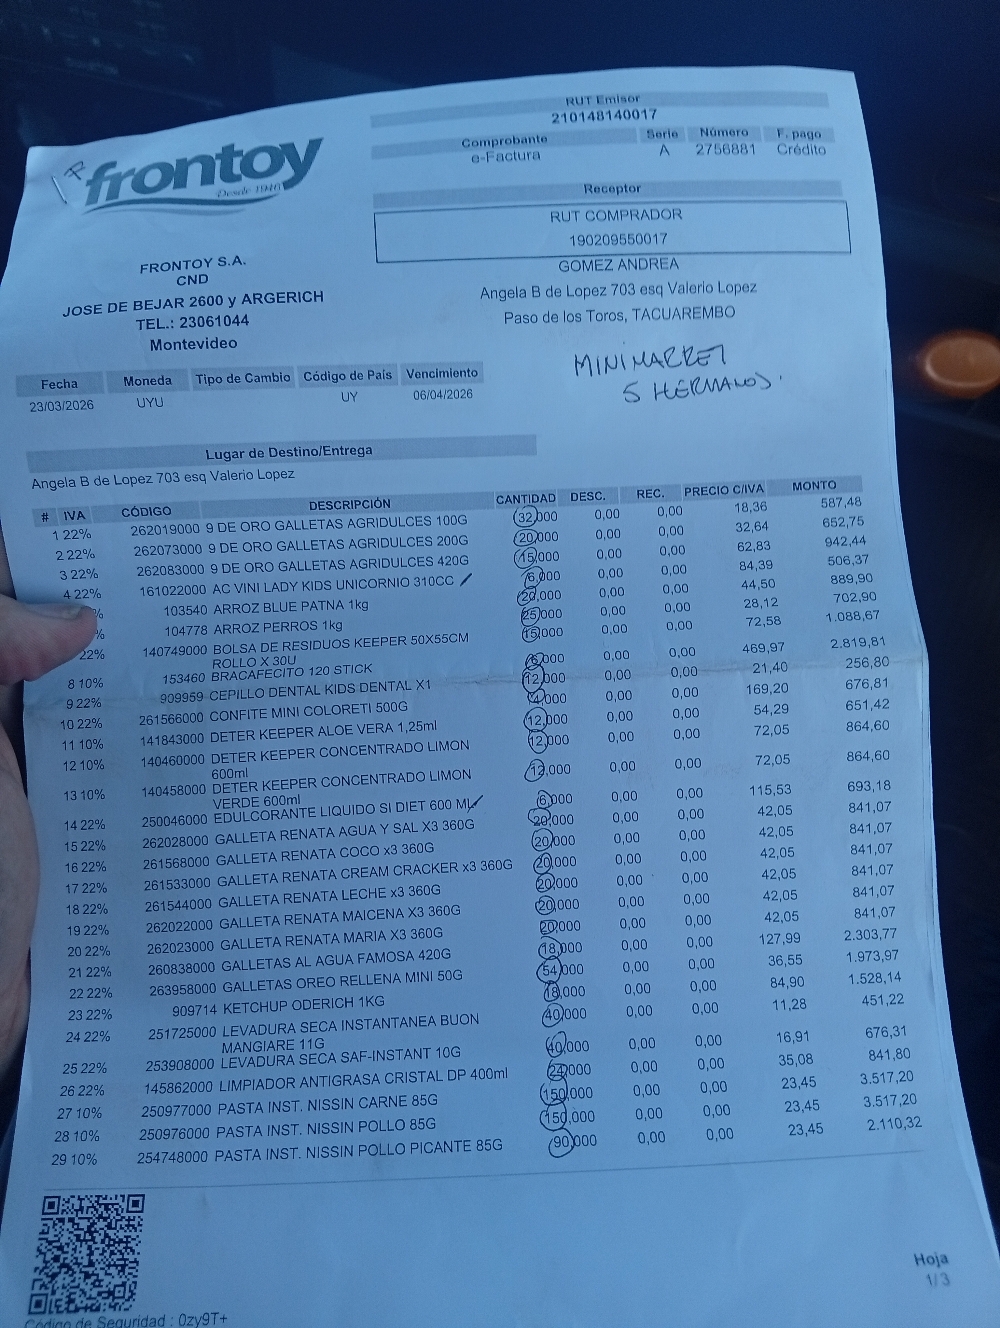 RUT Emisor
210148140017
Comprobante Serie Número F. pago
e-Factura A 2756881 Crédito
frontoy
Desde 1946
Receptor
RUT COMPRADOR
190209550017
GOMEZ ANDREA
Angela B de Lopez 703 esq Valerio Lopez
Paso de los Toros, TACUAREMBO
FRONTOY S.A.
CND
JOSE DE BEJAR 2600 y ARGERICH
TEL.: 23061044
Montevideo
MINIMARKET
5 HERMANOS.
Fecha Moneda Tipo de Cambio Código de País Vencimiento
23/03/2026 UYU UY 06/04/2026
Lugar de Destino/Entrega
Angela B de Lopez 703 esq Valerio Lopez
# IVA CÓDIGO DESCRIPCIÓN CANTIDAD DESC. REC. PRECIO C/IVA MONTO
1 22% 262019000 9 DE ORO GALLETAS AGRIDULCES 100G 32,000 0,00 0,00 18,36 587,48
2 22% 262073000 9 DE ORO GALLETAS AGRIDULCES 200G 20,000 0,00 0,00 32,64 652,75
3 22% 262083000 9 DE ORO GALLETAS AGRIDULCES 420G 15,000 0,00 0,00 62,83 942,44
4 22% 161022000 AC VINI LADY KIDS UNICORNIO 310CC 6,000 0,00 0,00 84,39 506,37
% 103540 ARROZ BLUE PATNA 1kg 20,000 0,00 0,00 44,50 889,90
% 104778 ARROZ PERROS 1kg 25,000 0,00 0,00 28,12 702,90
22% 140749000 BOLSA DE RESIDUOS KEEPER 50X55CM 15,000 0,00 0,00 72,58 1.088,67
ROLLO X 30U
8 10% 153460 BRACAFECITO 120 STICK 6,000 0,00 0,00 469,97 2.819,81
9 22% 909959 CEPILLO DENTAL KIDS DENTAL X1 12,000 0,00 0,00 21,40 256,80
10 22% 261566000 CONFITE MINI COLORETI 500G 4,000 0,00 0,00 169,20 676,81
11 10% 141843000 DETER KEEPER ALOE VERA 1,25ml 12,000 0,00 0,00 54,29 651,42
12 10% 140460000 DETER KEEPER CONCENTRADO LIMON 12,000 0,00 0,00 72,05 864,60
600ml
13 10% 140458000 DETER KEEPER CONCENTRADO LIMON 12,000 0,00 0,00 72,05 864,60
VERDE 600ml
14 22% 250046000 EDULCORANTE LIQUIDO SI DIET 600 ML 6,000 0,00 0,00 115,53 693,18
15 22% 262028000 GALLETA RENATA AGUA Y SAL X3 360G 20,000 0,00 0,00 42,05 841,07
16 22% 261568000 GALLETA RENATA COCO x3 360G 20,000 0,00 0,00 42,05 841,07
17 22% 261533000 GALLETA RENATA CREAM CRACKER x3 360G 20,000 0,00 0,00 42,05 841,07
18 22% 261544000 GALLETA RENATA LECHE x3 360G 20,000 0,00 0,00 42,05 841,07
19 22% 262022000 GALLETA RENATA MAICENA X3 360G 20,000 0,00 0,00 42,05 841,07
20 22% 262023000 GALLETA RENATA MARIA X3 360G 20,000 0,00 0,00 42,05 841,07
21 22% 260838000 GALLETAS AL AGUA FAMOSA 420G 18,000 0,00 0,00 127,99 2.303,77
22 22% 263958000 GALLETAS OREO RELLENA MINI 50G 54,000 0,00 0,00 36,55 1.973,97
23 22% 909714 KETCHUP ODERICH 1KG 18,000 0,00 0,00 84,90 1.528,14
24 22% 251725000 LEVADURA SECA INSTANTANEA BUON 40,000 0,00 0,00 11,28 451,22
MANGIARE 11G
25 22% 253908000 LEVADURA SECA SAF-INSTANT 10G 40,000 0,00 0,00 16,91 676,31
26 22% 145862000 LIMPIADOR ANTIGRASA CRISTAL DP 400ml 24,000 0,00 0,00 35,08 841,80
27 10% 250977000 PASTA INST. NISSIN CARNE 85G 150,000 0,00 0,00 23,45 3.517,20
28 10% 250976000 PASTA INST. NISSIN POLLO 85G 150,000 0,00 0,00 23,45 3.517,20
29 10% 254748000 PASTA INST. NISSIN POLLO PICANTE 85G 90,000 0,00 0,00 23,45 2.110,32
Hoja
1/3
Código de Seguridad : 0zy9T+